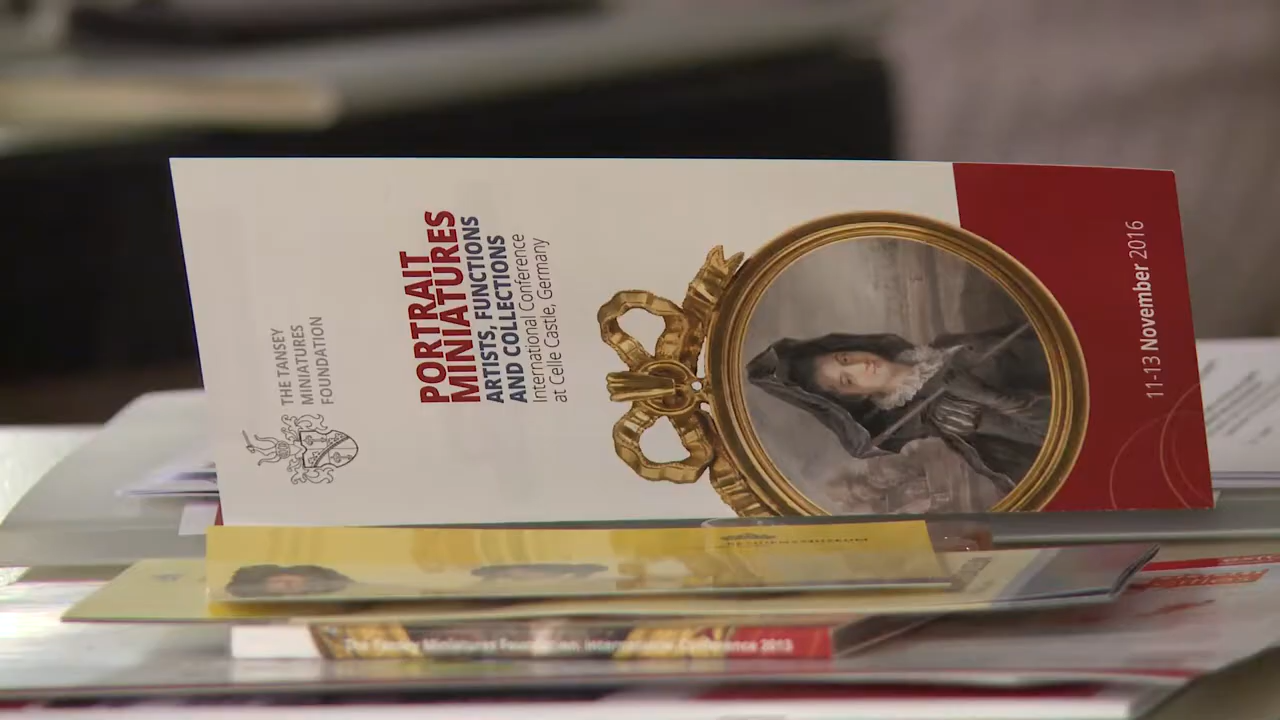 THE TANSEY
MINIATURES
FOUNDATION
PORTRAIT
MINIATURES
ARTISTS, FUNCTIONS
AND COLLECTIONS
International Conference
at Celle Castle, Germany
11-13 November 2016
RESIDENZMUSEUM
The Tansey Miniatures Foundation, International Conference 2013